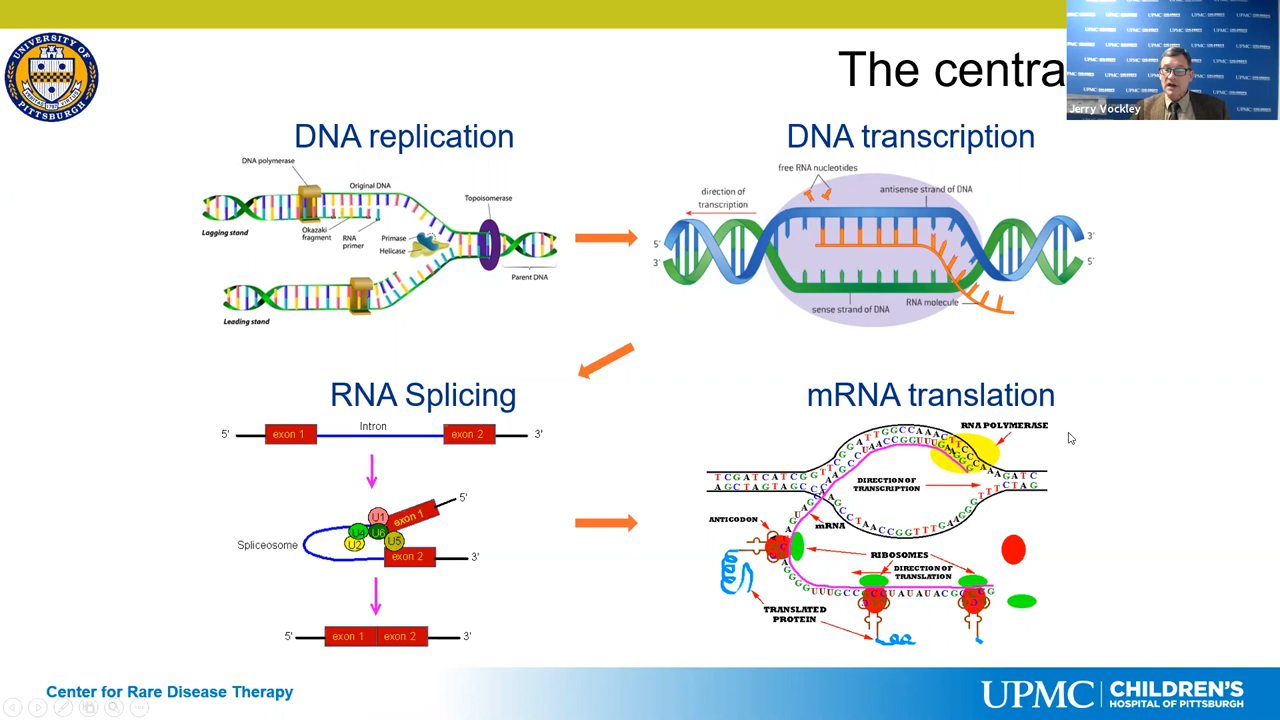 UNIVERSITY OF
PITTSBURGH
The centra
UPMC
Jerry Vockley
DNA replication
DNA polymerase
Original DNA
Topoisomerase
Lagging stand
Okazaki
fragment
RNA
primer
Primase
Helicase
Parent DNA
Leading stand
DNA transcription
free RNA nucleotides
direction of
transcription
antisense strand of DNA
5'
3'
3'
5'
RNA molecule
sense strand of DNA
RNA Splicing
5'
exon 1
Intron
exon 2
3'
5'
U1
exon 1
U4
U6
U2
U5
Spliceosome
exon 2
3'
5'
exon 1
exon 2
3'
mRNA translation
RNA POLYMERASE
DIRECTION OF
TRANSCRIPTION
ANTICODON
mRNA
RIBOSOMES
DIRECTION OF
TRANSLATION
TRANSLATED
PROTEIN
Center for Rare Disease Therapy
UPMC
CHILDREN'S
HOSPITAL OF PITTSBURGH